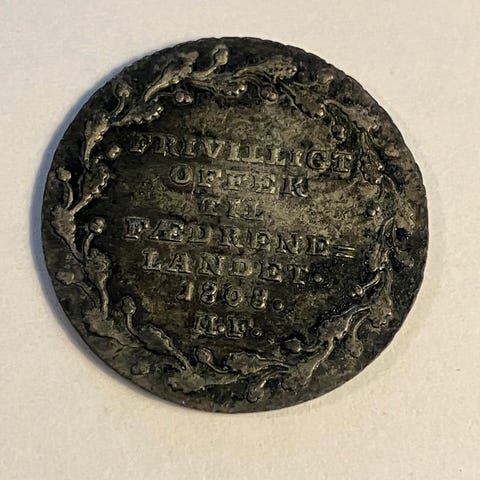 FRIVILLIGT
OFFER
TIL
FÆDRENE=
LANDET.
1808.
M.F.